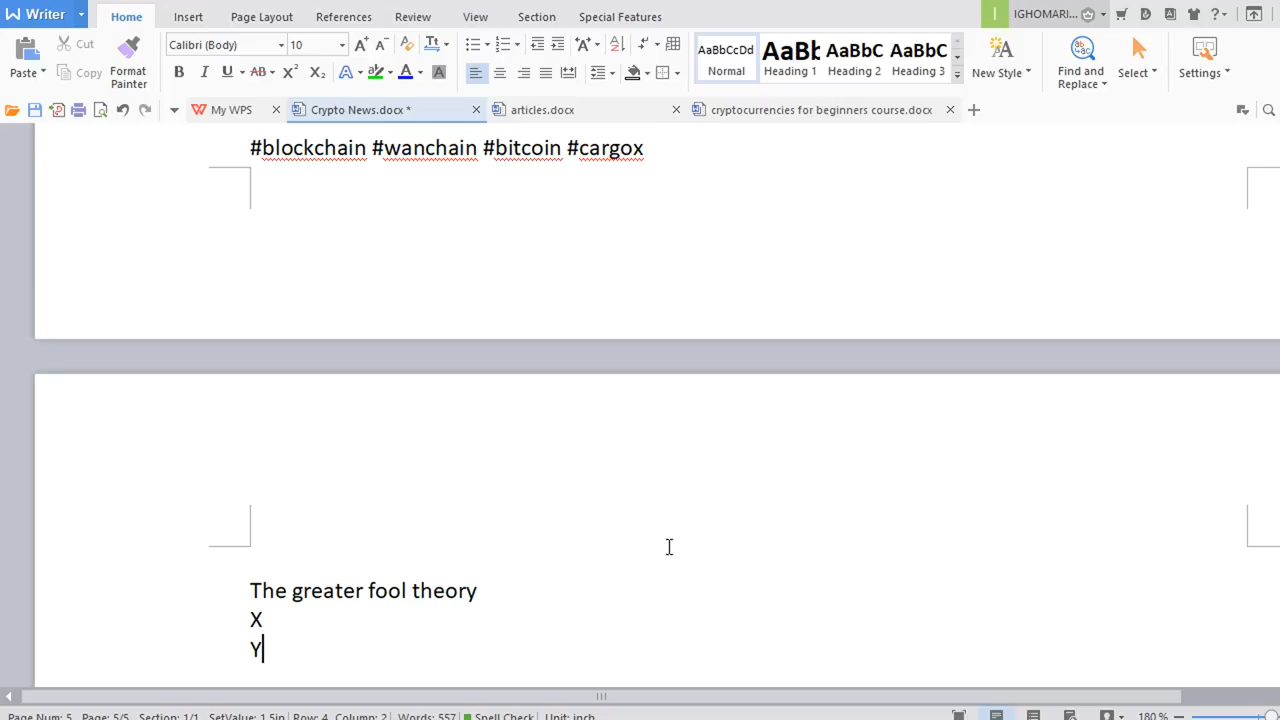 Writer
Home Insert Page Layout References Review View Section Special Features IGHOMARI...
Paste Cut Copy Format Painter
Calibri (Body) 10
AaBbCcDd AaBb AaBbC AaBbC
Normal Heading 1 Heading 2 Heading 3
New Style Find and Replace Select Settings
My WPS Crypto News.docx * articles.docx cryptocurrencies for beginners course.docx
#blockchain #wanchain #bitcoin #cargox
The greater fool theory
X
Y
Page Num: 5 Page: 5/5 Section: 1/1 SetValue: 1.5in Row: 4 Column: 2 Words: 557 Spell Check Unit: inch 180 %